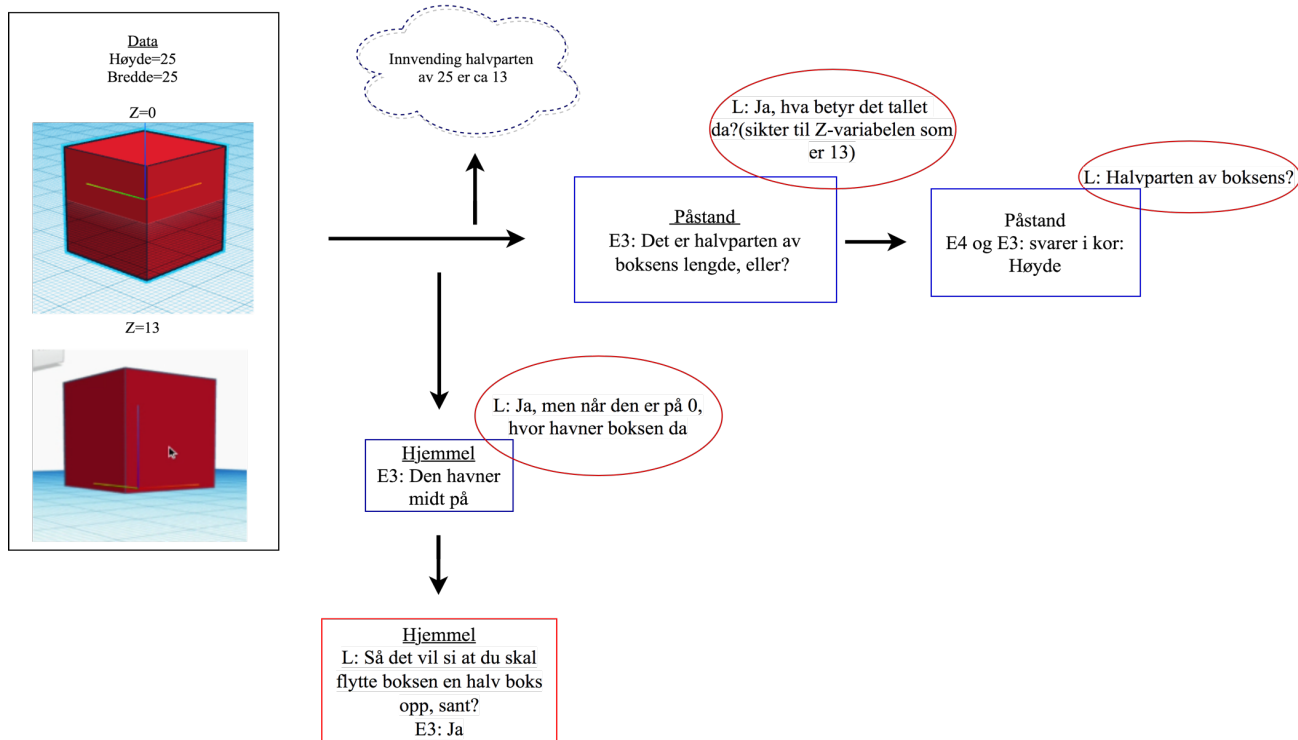 Data
Høyde=25
Bredde=25
Z=0
Z=13
Innvending halvparten
av 25 er ca 13
L: Ja, hva betyr det tallet
da?(sikter til Z-variabelen som
er 13)
Påstand
E3: Det er halvparten av
boksens lengde, eller?
L: Halvparten av boksens?
Påstand
E4 og E3: svarer i kor:
Høyde
L: Ja, men når den er på 0,
hvor havner boksen da
Hjemmel
E3: Den havner
midt på
Hjemmel
L: Så det vil si at du skal
flytte boksen en halv boks
opp, sant?
E3: Ja